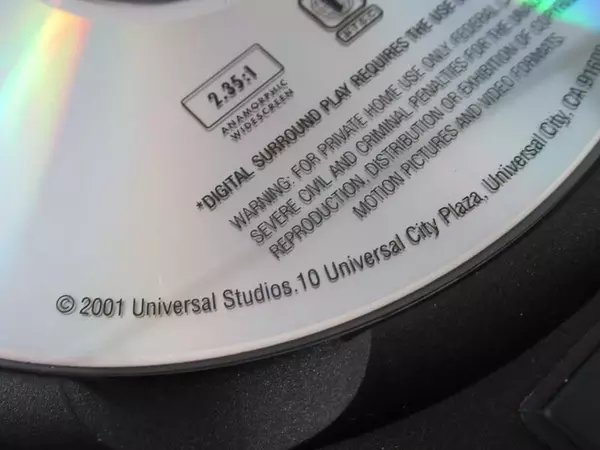 NTSC
2.35:1
ANAMORPHIC
WIDESCREEN
*DIGITAL SURROUND PLAY REQUIRES THE USE
WARNING: FOR PRIVATE HOME USE ONLY. FEDERAL
SEVERE CIVIL AND CRIMINAL PENALTIES FOR THE
REPRODUCTION, DISTRIBUTION OR EXHIBITION OF
MOTION PICTURES AND VIDEO FORMATS.
© 2001 Universal Studios.10 Universal City Plaza., Universal City, CA 91608